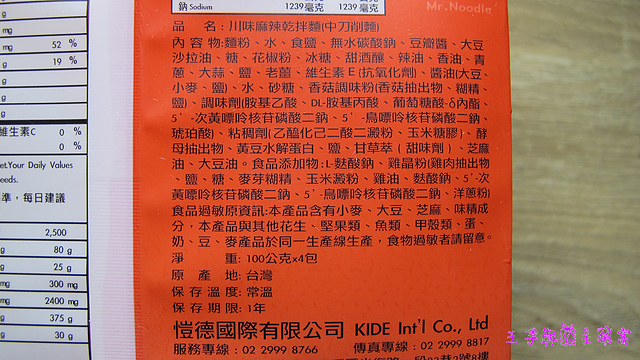 mg
mg 52 %
g 19 %
g
g
維生素C 0 %
0 %
Your Daily Values
eeds.
準，每日建議
2,500
g 80 g
g 25 g
mg 300 mg
mg 2400 mg
g 375 g
g 30 g
鈉 Sodium 1239毫克 1239毫克
Mr.Noodle
品 名：川味麻辣乾拌麵(中刀削麵)
內容物:麵粉、水、食鹽、無水碳酸鈉、豆瓣醬、大豆
沙拉油、糖、花椒粉、冰糖、甜酒釀、辣油、香油、青
蔥、大蒜、鹽、老薑、維生素E(抗氧化劑)、醬油(大豆、
小麥、鹽)、水、砂糖、香菇調味粉(香菇抽出物、糊精、
鹽)、調味劑(胺基乙酸、DL-胺基丙酸、葡萄糖酸-δ內酯、
5´-次黃嘌呤核苷磷酸二鈉、5´-鳥嘌呤核苷磷酸二鈉、
琥珀酸)、粘稠劑(乙醯化己二酸二澱粉、玉米糖膠)、酵
母抽出物、黃豆水解蛋白、鹽、甘草萃(甜味劑)、芝麻
油、大豆油。食品添加物:L-麩酸鈉、雞晶粉(雞肉抽出物
、鹽、糖、麥芽糊精、玉米澱粉、雞油、麩酸鈉、5´-次
黃嘌呤核苷磷酸二鈉、5´-鳥嘌呤核苷磷酸二鈉、洋蔥粉)
食品過敏原資訊:本產品含有小麥、大豆、芝麻、味精成
分，本產品與其他花生、堅果類、魚類、甲殼類、蛋、
奶、豆、麥產品於同一生產線生產，食物過敏者請留意。
淨 重: 100公克x4包
原 產 地: 台灣
保存溫度: 常溫
保存期限: 1年
愷德國際有限公司 KIDE Int'l Co., Ltd
服務專線：02 2999 8766 傳真專線：02 2999 8817